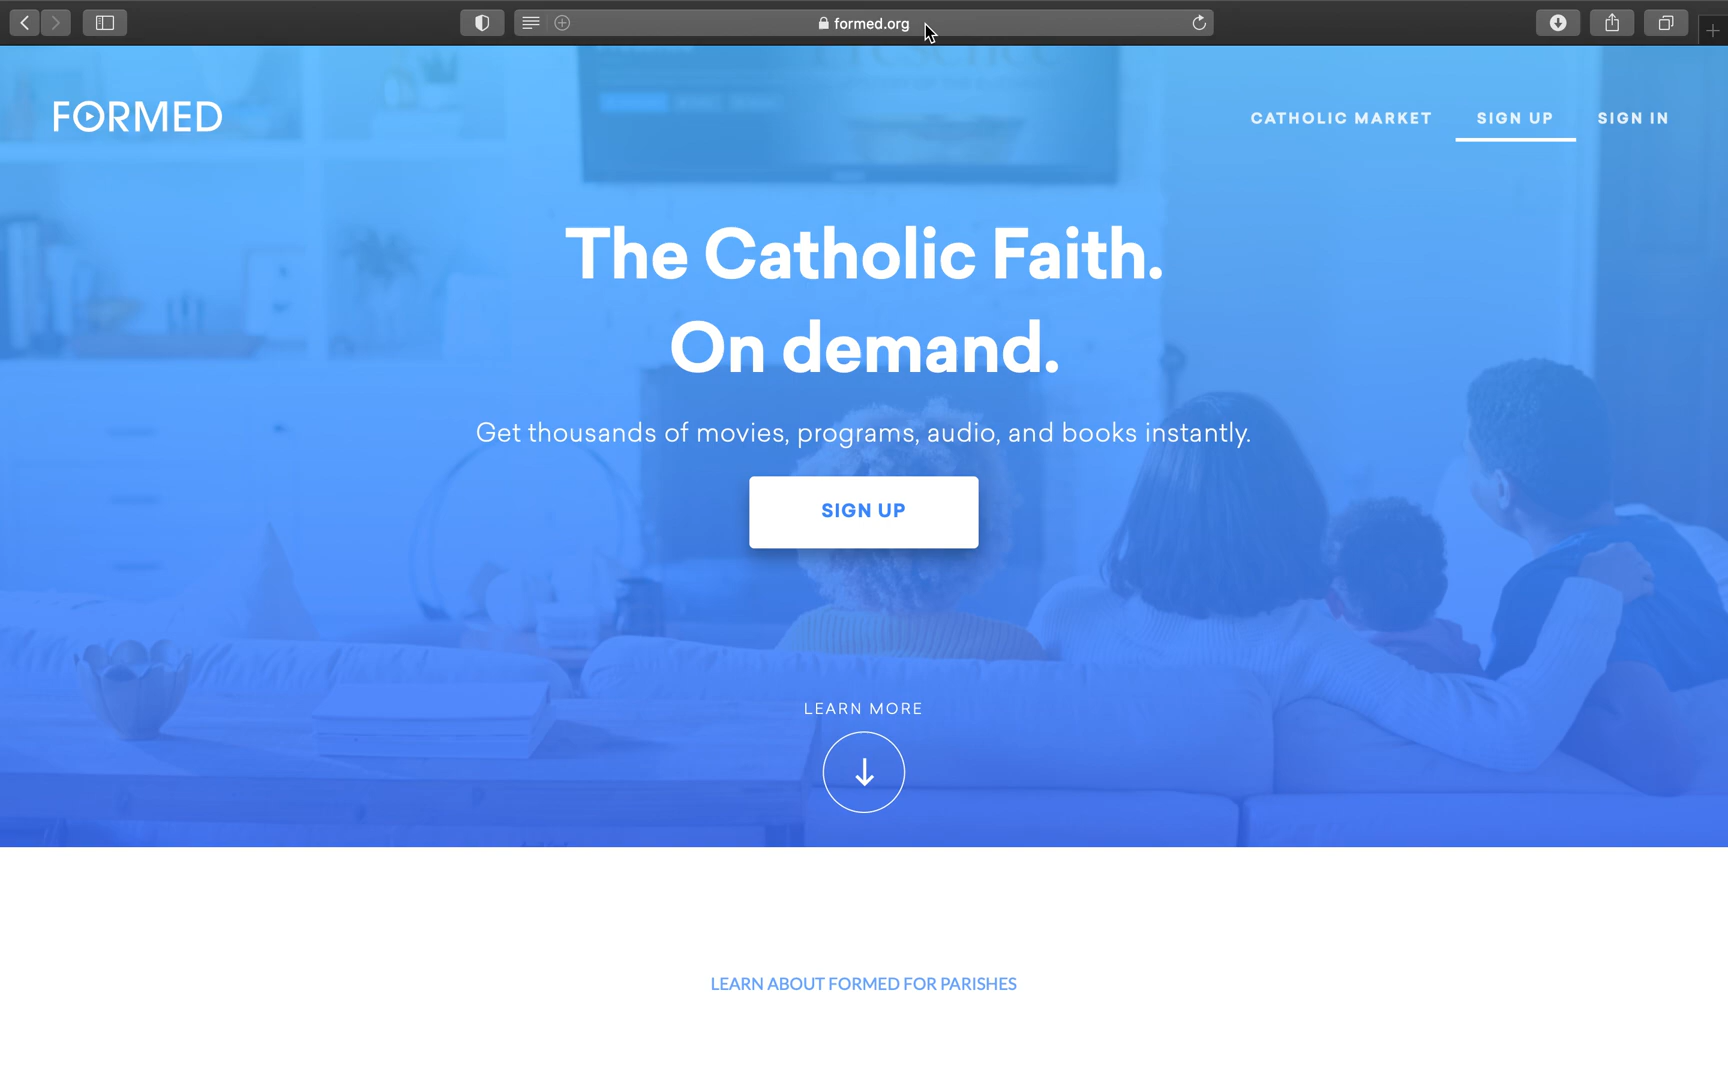 formed.org
FORMED
CATHOLIC MARKET SIGN UP SIGN IN
The Catholic Faith.
On demand.
Get thousands of movies, programs, audio, and books instantly.
SIGN UP
LEARN MORE
LEARN ABOUT FORMED FOR PARISHES